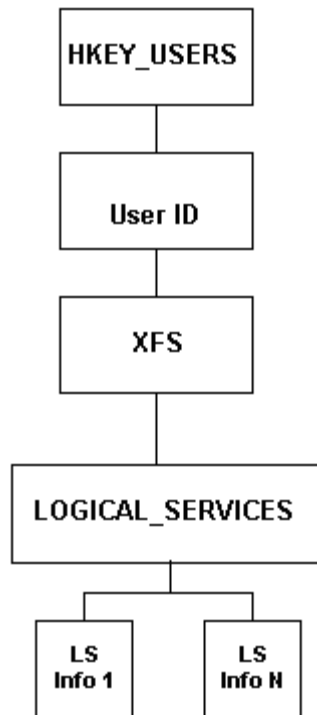 HKEY_USERS
User ID
XFS
LOGICAL_SERVICES
LS
Info 1
LS
Info N